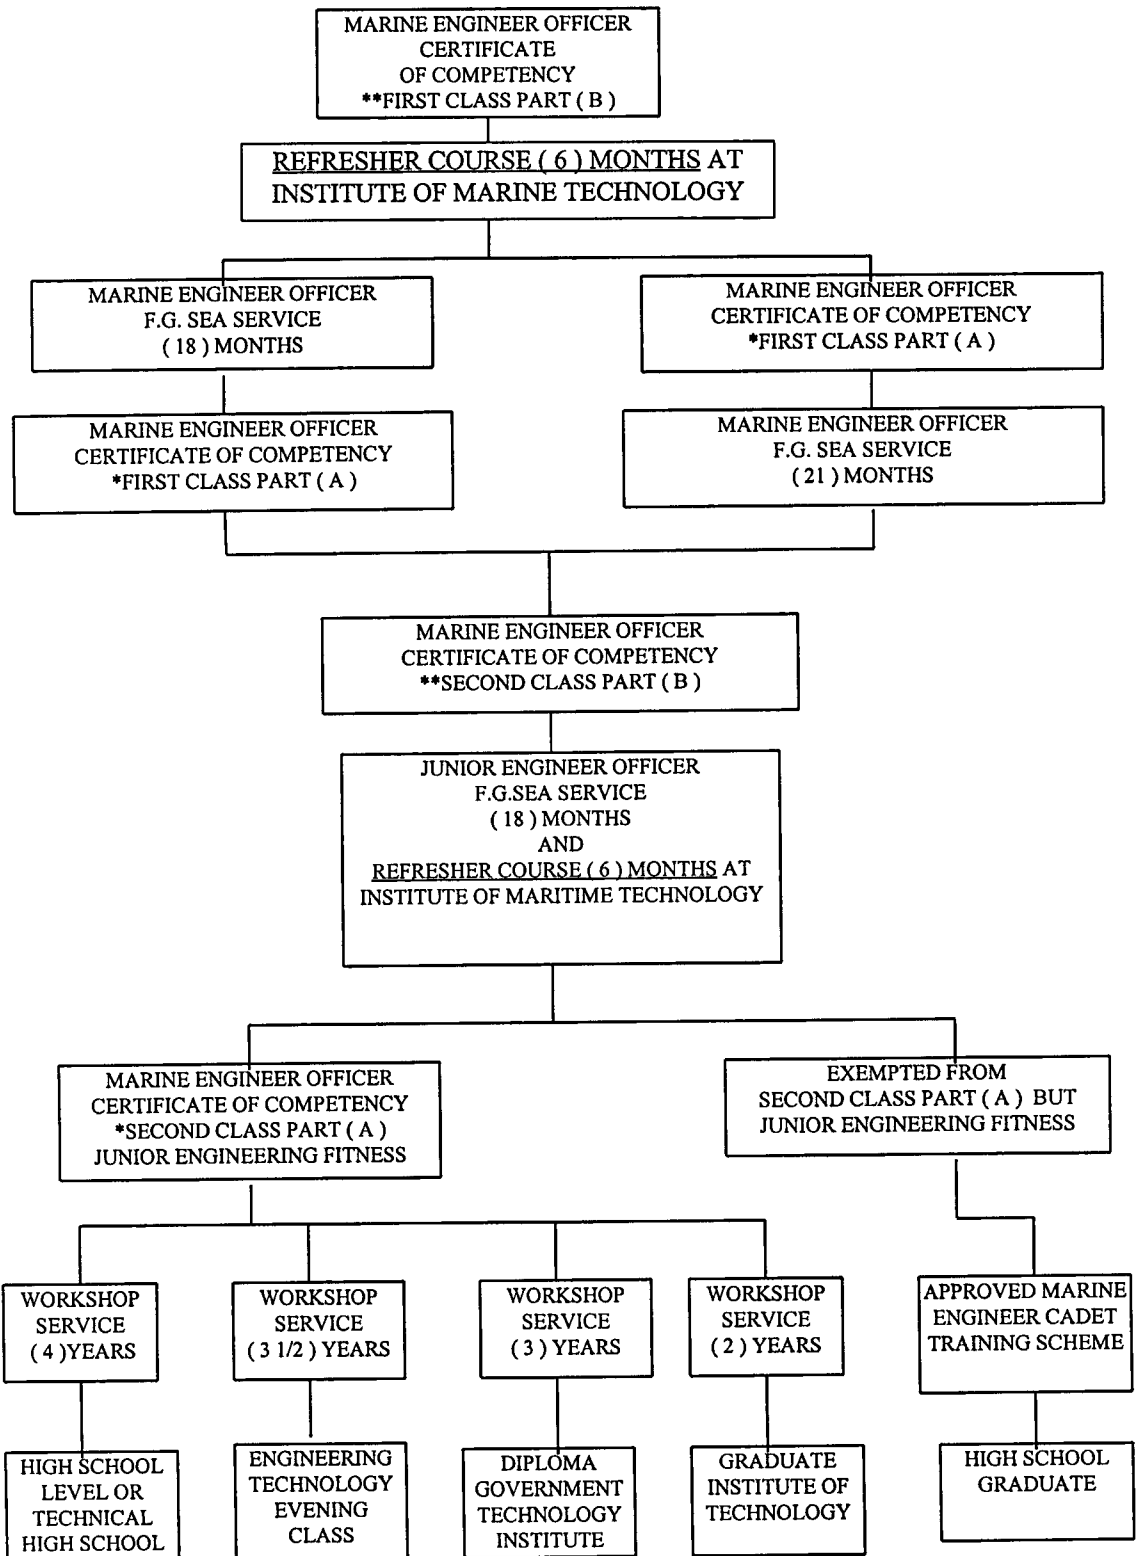 MARINE ENGINEER OFFICER
CERTIFICATE
OF COMPETENCY
**FIRST CLASS PART ( B )
REFRESHER COURSE ( 6 ) MONTHS AT
INSTITUTE OF MARINE TECHNOLOGY
MARINE ENGINEER OFFICER
F.G. SEA SERVICE
( 18 ) MONTHS
MARINE ENGINEER OFFICER
CERTIFICATE OF COMPETENCY
*FIRST CLASS PART ( A )
MARINE ENGINEER OFFICER
CERTIFICATE OF COMPETENCY
*FIRST CLASS PART ( A )
MARINE ENGINEER OFFICER
F.G. SEA SERVICE
( 21 ) MONTHS
MARINE ENGINEER OFFICER
CERTIFICATE OF COMPETENCY
**SECOND CLASS PART ( B )
JUNIOR ENGINEER OFFICER
F.G.SEA SERVICE
( 18 ) MONTHS
AND
REFRESHER COURSE ( 6 ) MONTHS AT
INSTITUTE OF MARITIME TECHNOLOGY
MARINE ENGINEER OFFICER
CERTIFICATE OF COMPETENCY
*SECOND CLASS PART ( A )
JUNIOR ENGINEERING FITNESS
EXEMPTED FROM
SECOND CLASS PART ( A ) BUT
JUNIOR ENGINEERING FITNESS
WORKSHOP
SERVICE
( 4 )YEARS
WORKSHOP
SERVICE
( 3 1/2 ) YEARS
WORKSHOP
SERVICE
( 3 ) YEARS
WORKSHOP
SERVICE
( 2 ) YEARS
APPROVED MARINE
ENGINEER CADET
TRAINING SCHEME
HIGH SCHOOL
LEVEL OR
TECHNICAL
HIGH SCHOOL
ENGINEERING
TECHNOLOGY
EVENING
CLASS
DIPLOMA
GOVERNMENT
TECHNOLOGY
INSTITUTE
GRADUATE
INSTITUTE OF
TECHNOLOGY
HIGH SCHOOL
GRADUATE